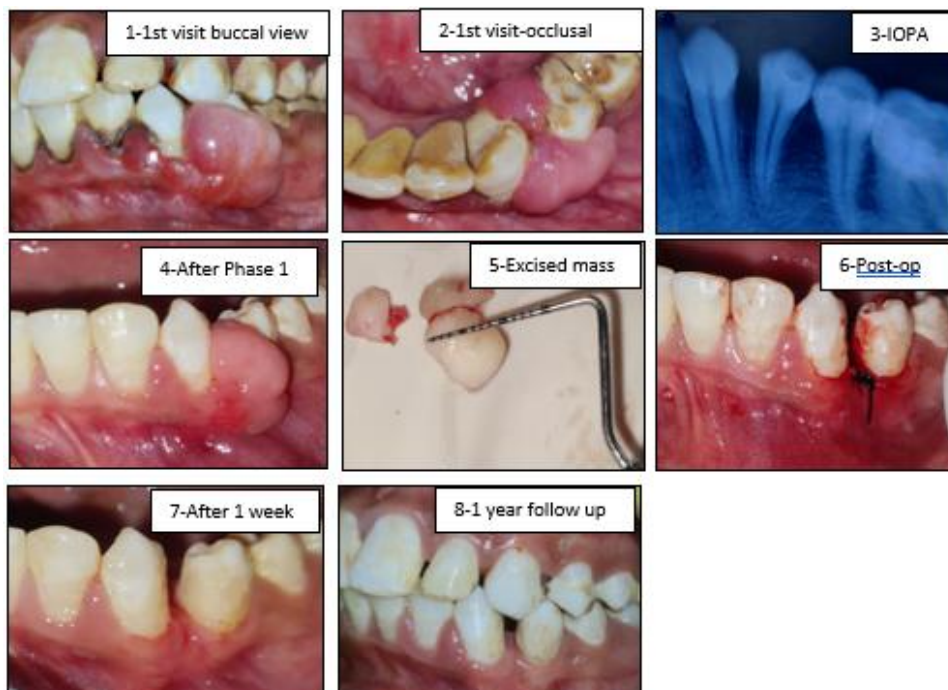 1-1st visit buccal view
2-1st visit-occlusal
3-IOPA
4-After Phase 1
5-Excised mass
6-Post-op
7-After 1 week
8-1 year follow up